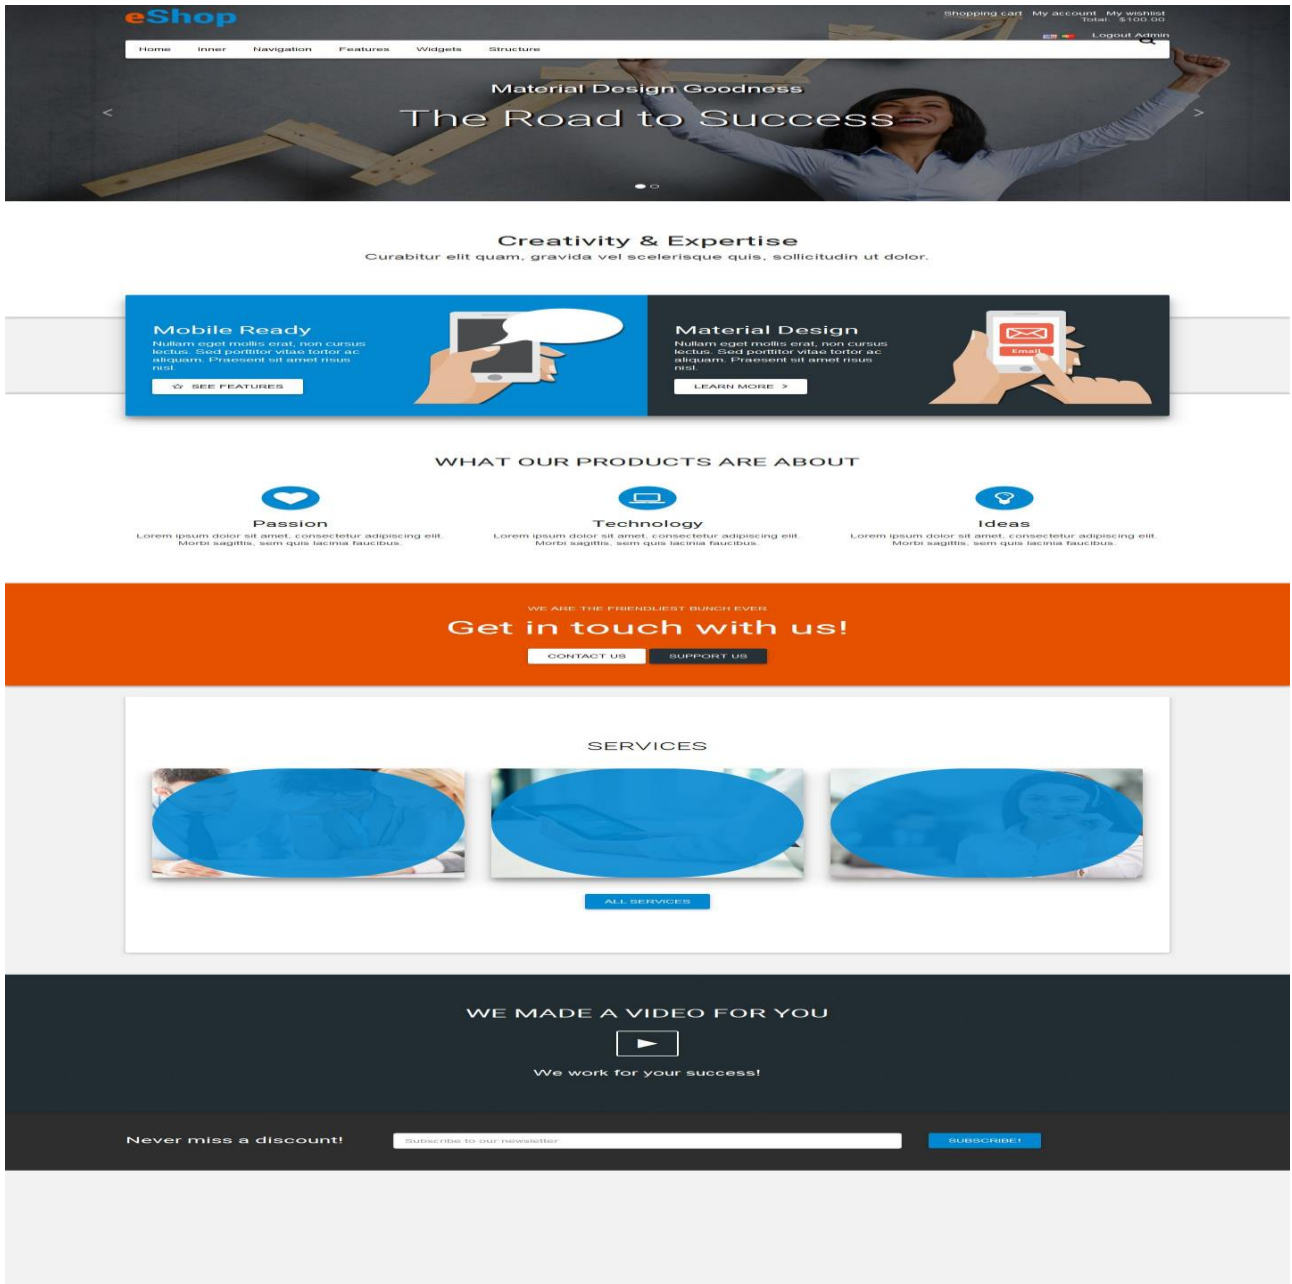 eShop
Shopping cart My account My wishlist
Total: $100.00
Logout Admin
Home Inner Navigation Features Widgets Structure
Material Design Goodness
The Road to Success
< >
Creativity & Expertise
Curabitur elit quam, gravida vel scelerisque quis, sollicitudin ut dolor.
Mobile Ready
Nullam eget mollis erat, non cursus
lectus. Sed porttitor vitae tortor ac
aliquam. Praesent sit amet risus
nisl.
SEE FEATURES
Material Design
Nullam eget mollis erat, non cursus
lectus. Sed porttitor vitae tortor ac
aliquam. Praesent sit amet risus
nisl.
LEARN MORE >
Email
WHAT OUR PRODUCTS ARE ABOUT
Passion
Lorem ipsum dolor sit amet, consectetur adipiscing elit.
Morbi sagittis, sem quis lacinia faucibus.
Technology
Lorem ipsum dolor sit amet, consectetur adipiscing elit.
Morbi sagittis, sem quis lacinia faucibus.
Ideas
Lorem ipsum dolor sit amet, consectetur adipiscing elit.
Morbi sagittis, sem quis lacinia faucibus.
WE ARE THE FRIENDLIEST BUNCH EVER
Get in touch with us!
CONTACT US SUPPORT US
SERVICES
ALL SERVICES
WE MADE A VIDEO FOR YOU
We work for your success!
Never miss a discount! Subscribe to our newsletter SUBSCRIBE!